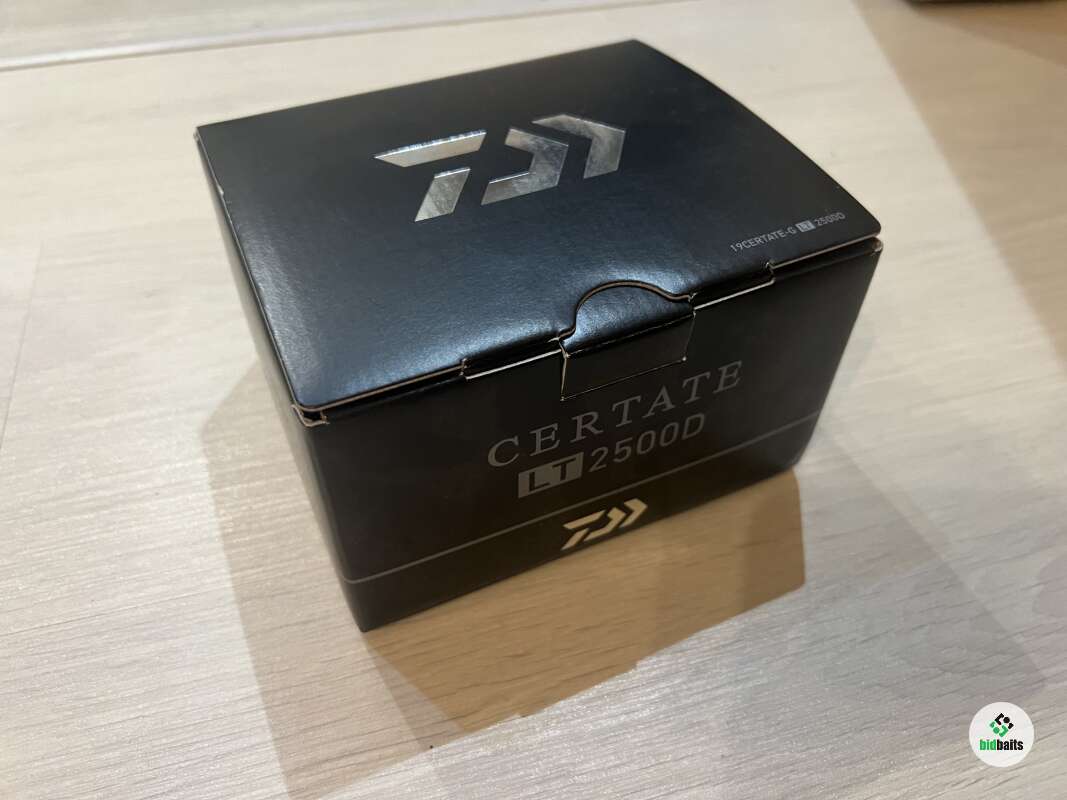 19CERTATE-G LT 2500D
CERTATE
LT 2500D
bidbaits